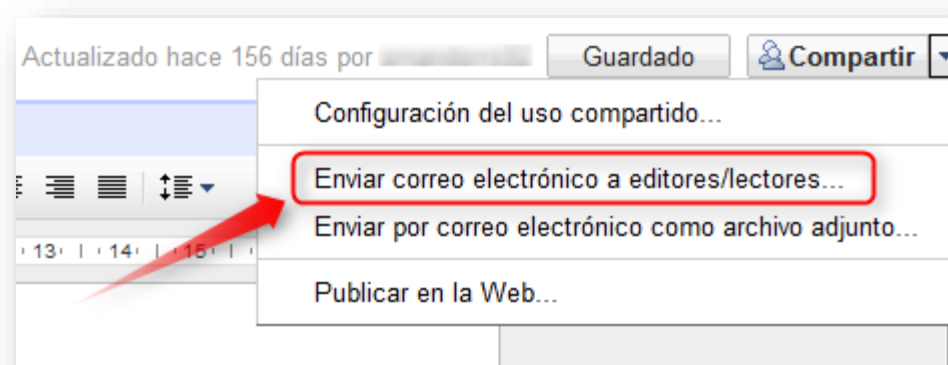 Actualizado hace 156 días por
Guardado
Compartir
Configuración del uso compartido...
Enviar correo electrónico a editores/lectores...
Enviar por correo electrónico como archivo adjunto...
13 14 15
Publicar en la Web...